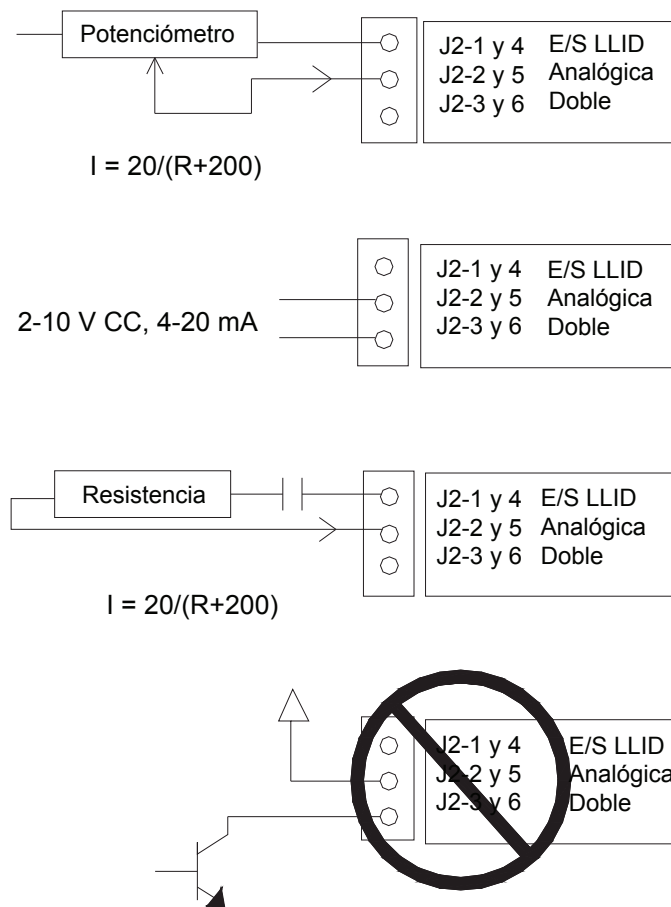 Potenciómetro
J2-1 y 4 E/S LLID
J2-2 y 5 Analógica
J2-3 y 6 Doble
I = 20/(R+200)
J2-1 y 4 E/S LLID
J2-2 y 5 Analógica
J2-3 y 6 Doble
2-10 V CC, 4-20 mA
Resistencia
J2-1 y 4 E/S LLID
J2-2 y 5 Analógica
J2-3 y 6 Doble
I = 20/(R+200)
J2-1 y 4 E/S LLID
J2-2 y 5 Analógica
J2-3 y 6 Doble